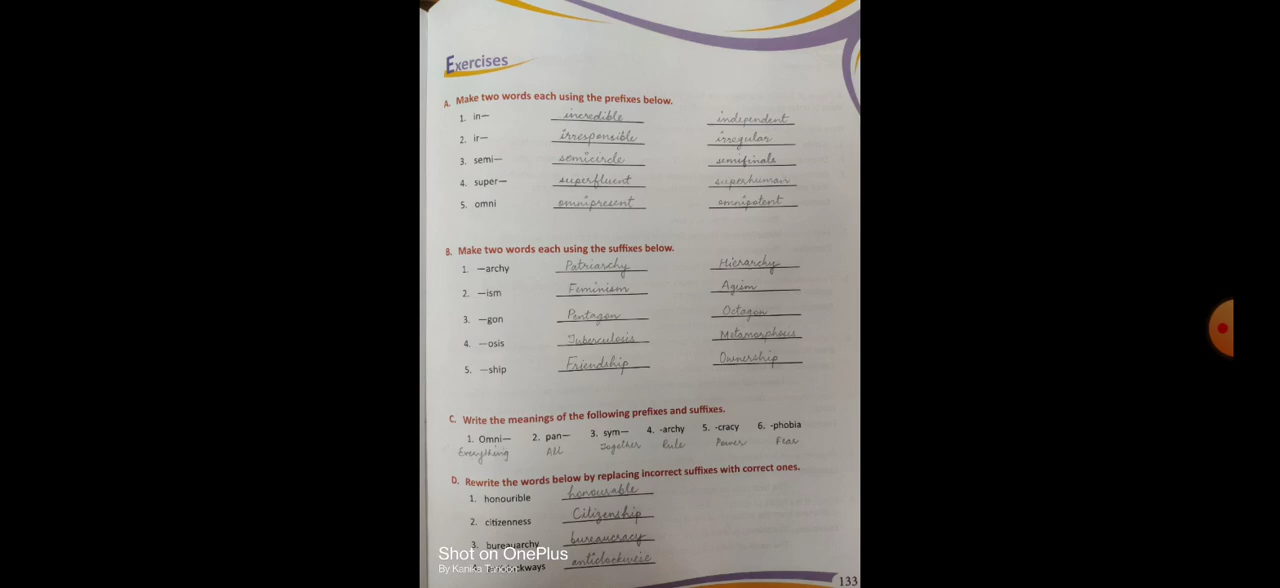 Exercises
A. Make two words each using the prefixes below.
1. in— incredible independent
2. ir— irresponsible irregular
3. semi— semicircle semifinals
4. super— superfluent superhuman
5. omni omnipresent omnipotent
B. Make two words each using the suffixes below.
1. —archy Patriarchy Hierarchy
2. —ism Feminism
3. —gon Pentagon Octagon
4. —osis Tuberculosis
5. —ship Friendship Ownership
C. Write the meanings of the following prefixes and suffixes.
1. Omni— 2. pan— 3. sym— 4. -archy 5. -cracy 6. -phobia
Everything All Together Rule Power Fear
D. Rewrite the words below by replacing incorrect suffixes with correct ones.
1. honourible honourable
2. citizenness Citizenship
3. bureauarchy bureaucracy
Shot on OnePlus
By Kanika Tandon
133